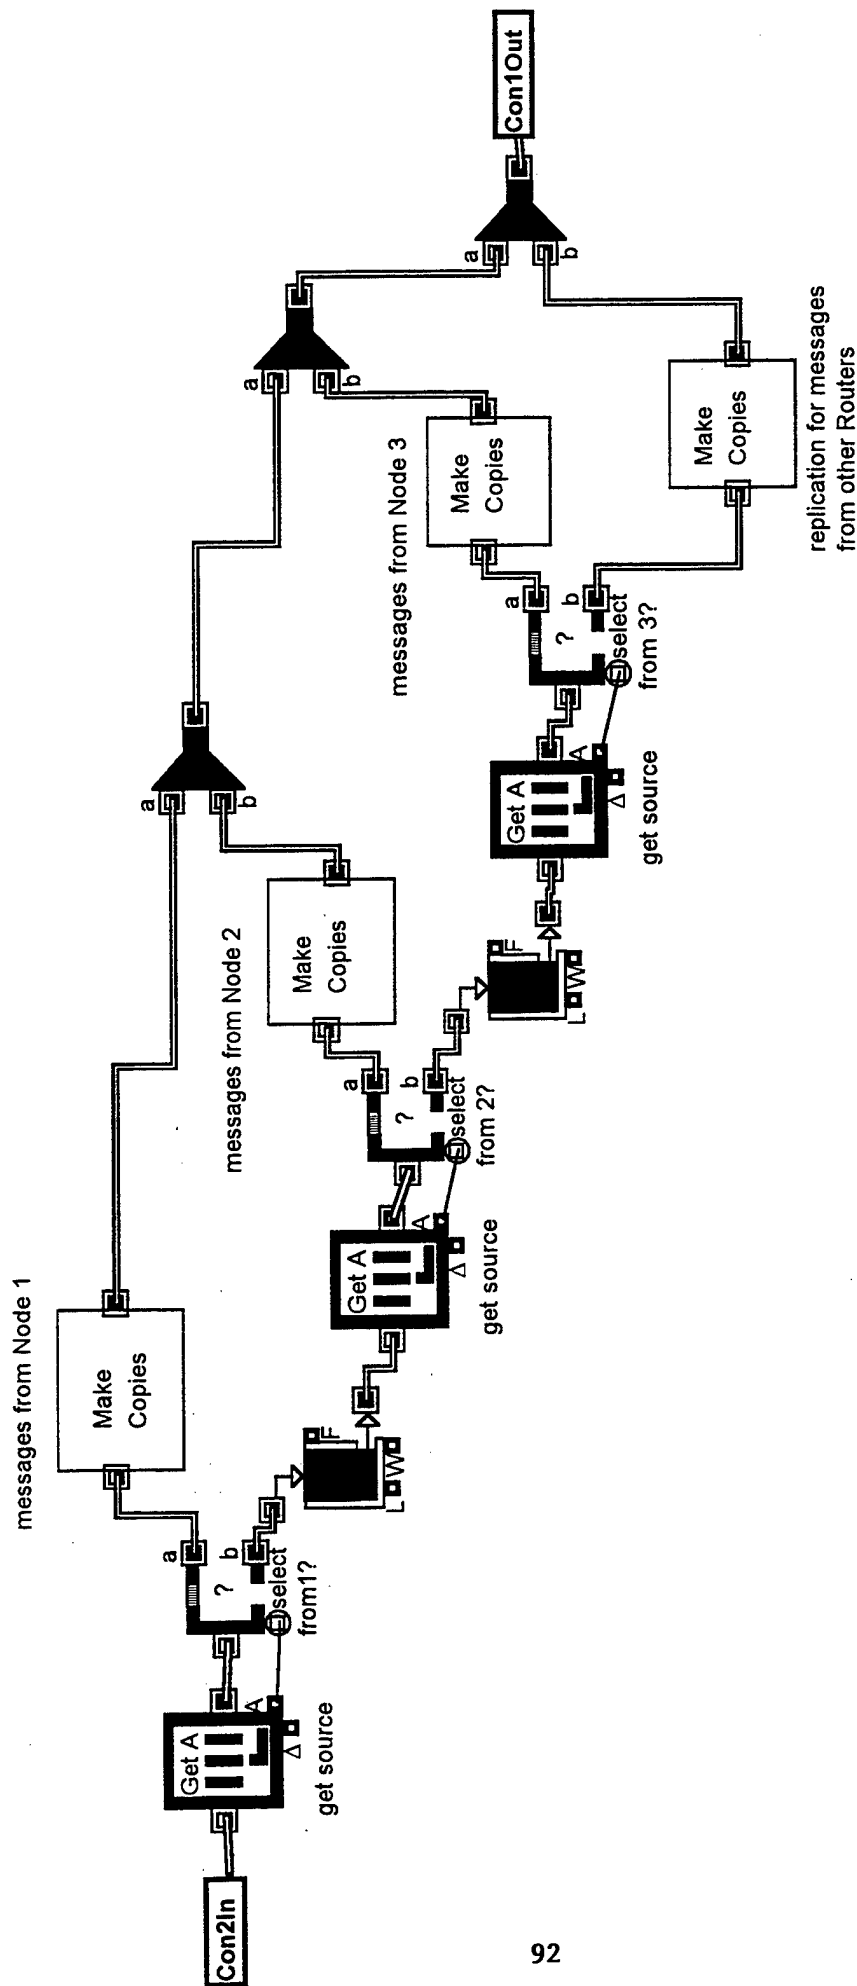 Con2In
Get A
A
Δ
get source
a
?
b
select
from1?
messages from Node 1
Make
Copies
F
L W
Get A
A
Δ
get source
a
?
b
select
from 2?
messages from Node 2
Make
Copies
a
b
F
L W
Get A
A
Δ
get source
a
?
b
select
from 3?
messages from Node 3
Make
Copies
a
b
Make
Copies
replication for messages
from other Routers
a
b
Con1Out
92